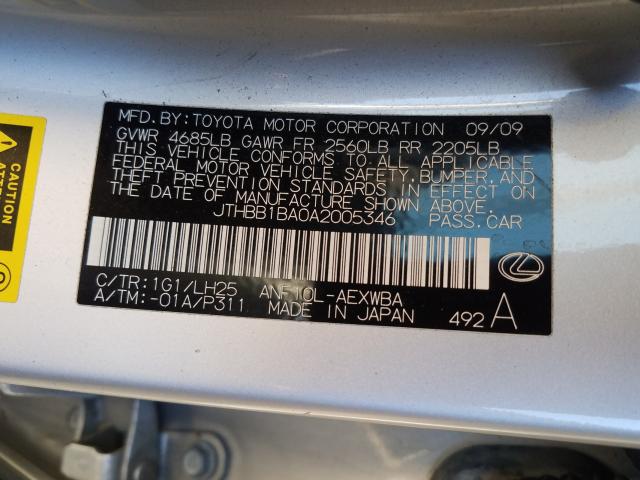 MFD. BY: TOYOTA MOTOR CORPORATION 09/09
GVWR 4685LB GAWR FR 2560LB RR 2205LB
THIS VEHICLE CONFORMS TO ALL APPLICABLE
FEDERAL MOTOR VEHICLE SAFETY, BUMPER, AND
THEFT PREVENTION STANDARDS IN EFFECT ON
THE DATE OF MANUFACTURE SHOWN ABOVE.
JTHBB1BA0A2005346 PASS. CAR
C/TR: 1G1/LH25 ANF10L-AEXWBA
A/TM: -01A/P311 MADE IN JAPAN 492 A
CAUTION